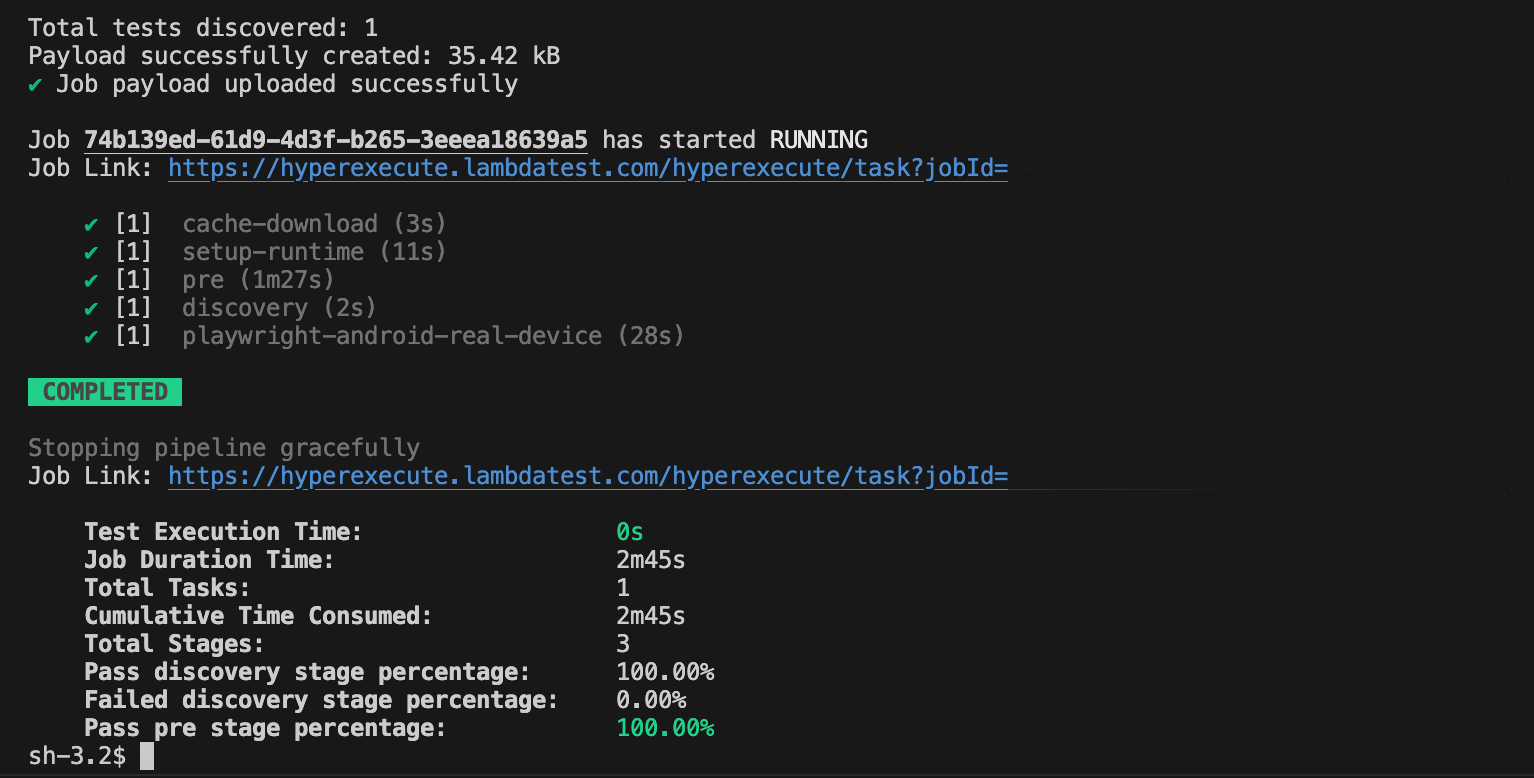 Total tests discovered: 1
Payload successfully created: 35.42 kB
✔ Job payload uploaded successfully
Job 74b139ed-61d9-4d3f-b265-3eeea18639a5 has started RUNNING
Job Link: https://hyperexecute.lambdatest.com/hyperexecute/task?jobId=
✔ [1] cache-download (3s)
✔ [1] setup-runtime (11s)
✔ [1] pre (1m27s)
✔ [1] discovery (2s)
✔ [1] playwright-android-real-device (28s)
COMPLETED
Stopping pipeline gracefully
Job Link: https://hyperexecute.lambdatest.com/hyperexecute/task?jobId=
Test Execution Time: 0s
Job Duration Time: 2m45s
Total Tasks: 1
Cumulative Time Consumed: 2m45s
Total Stages: 3
Pass discovery stage percentage: 100.00%
Failed discovery stage percentage: 0.00%
Pass pre stage percentage: 100.00%
sh-3.2$